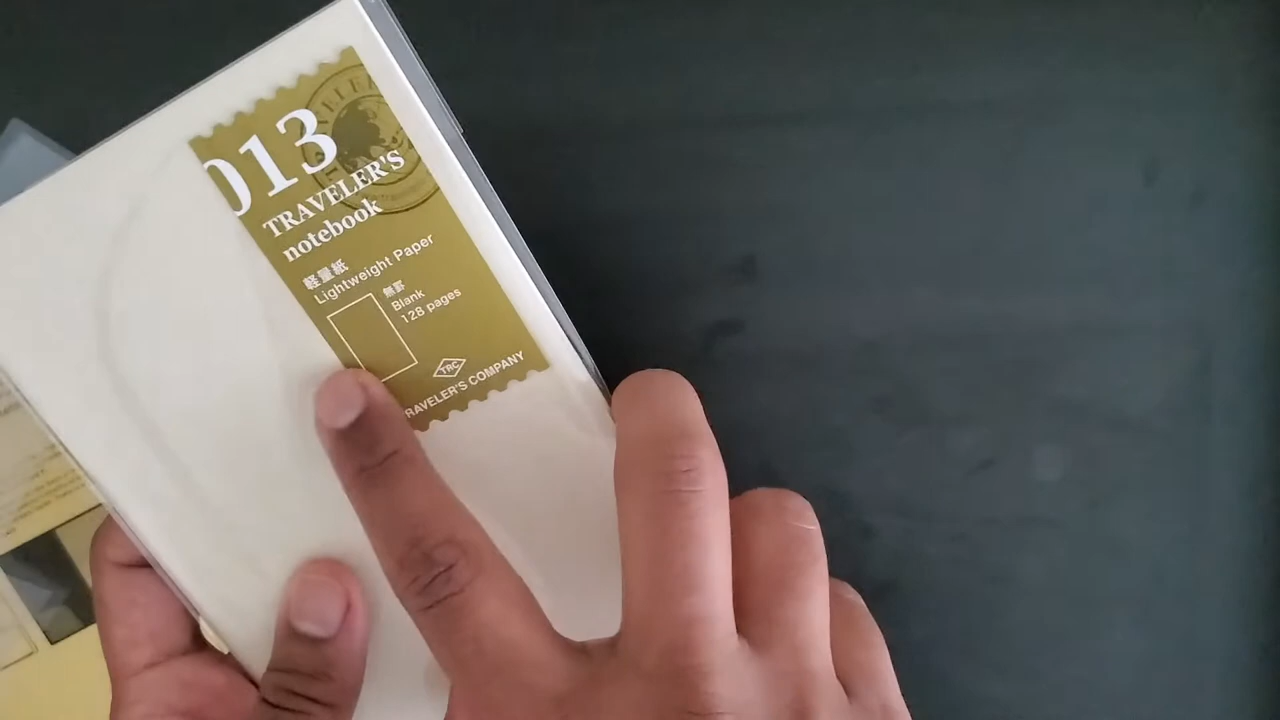 013
TRAVELER'S
notebook
軽量紙
Lightweight Paper
無罫
Blank
128 pages
TRC
TRAVELER'S COMPANY